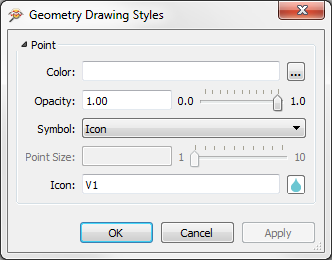 Geometry Drawing Styles
Point
Color:
...
Opacity: 1.00 0.0 1.0
Symbol: Icon
Point Size: 1 10
Icon: V1
OK Cancel Apply